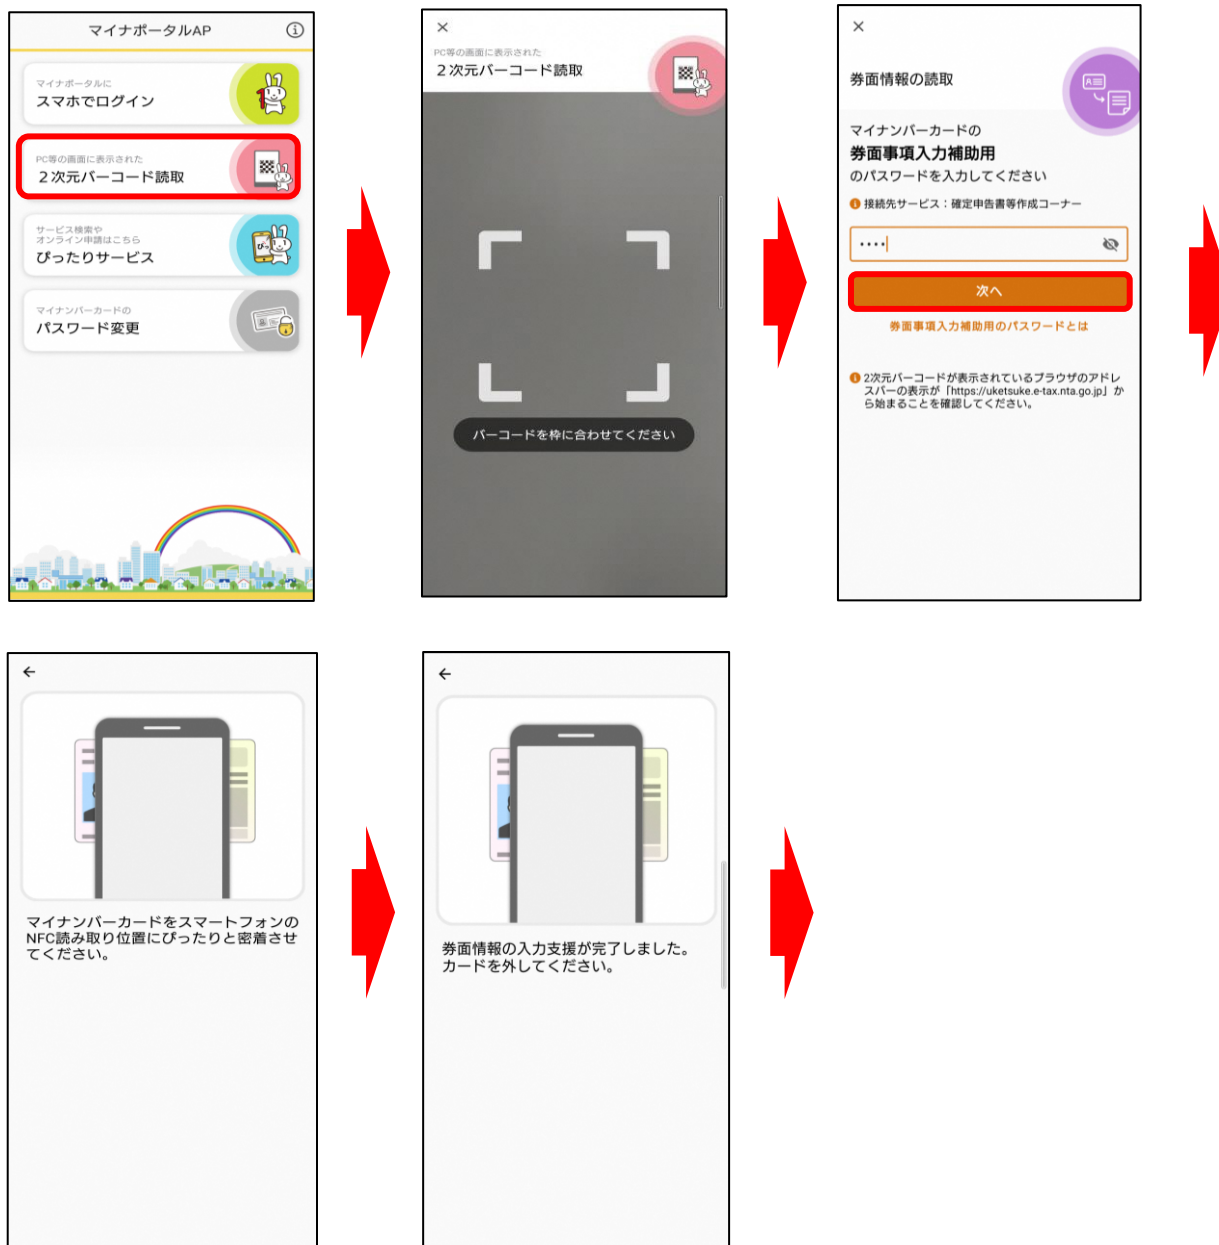 マイナポータルAP
マイナポータルに
スマホでログイン
PC等の画面に表示された
2次元バーコード読取
サービス検索や
オンライン申請はこちら
ぴったりサービス
マイナンバーカードの
パスワード変更
PC等の画面に表示された
2次元バーコード読取
バーコードを枠に合わせてください
券面情報の読取
マイナンバーカードの
券面事項入力補助用
のパスワードを入力してください
接続先サービス：確定申告書等作成コーナー
••••
次へ
券面事項入力補助用のパスワードとは
2次元バーコードが表示されているブラウザのアドレ
スバーの表示が「https://uketsuke.e-tax.nta.go.jp」か
ら始まることを確認してください。
マイナンバーカードをスマートフォンの
NFC読み取り位置にぴったりと密着させ
てください。
券面情報の入力支援が完了しました。
カードを外してください。